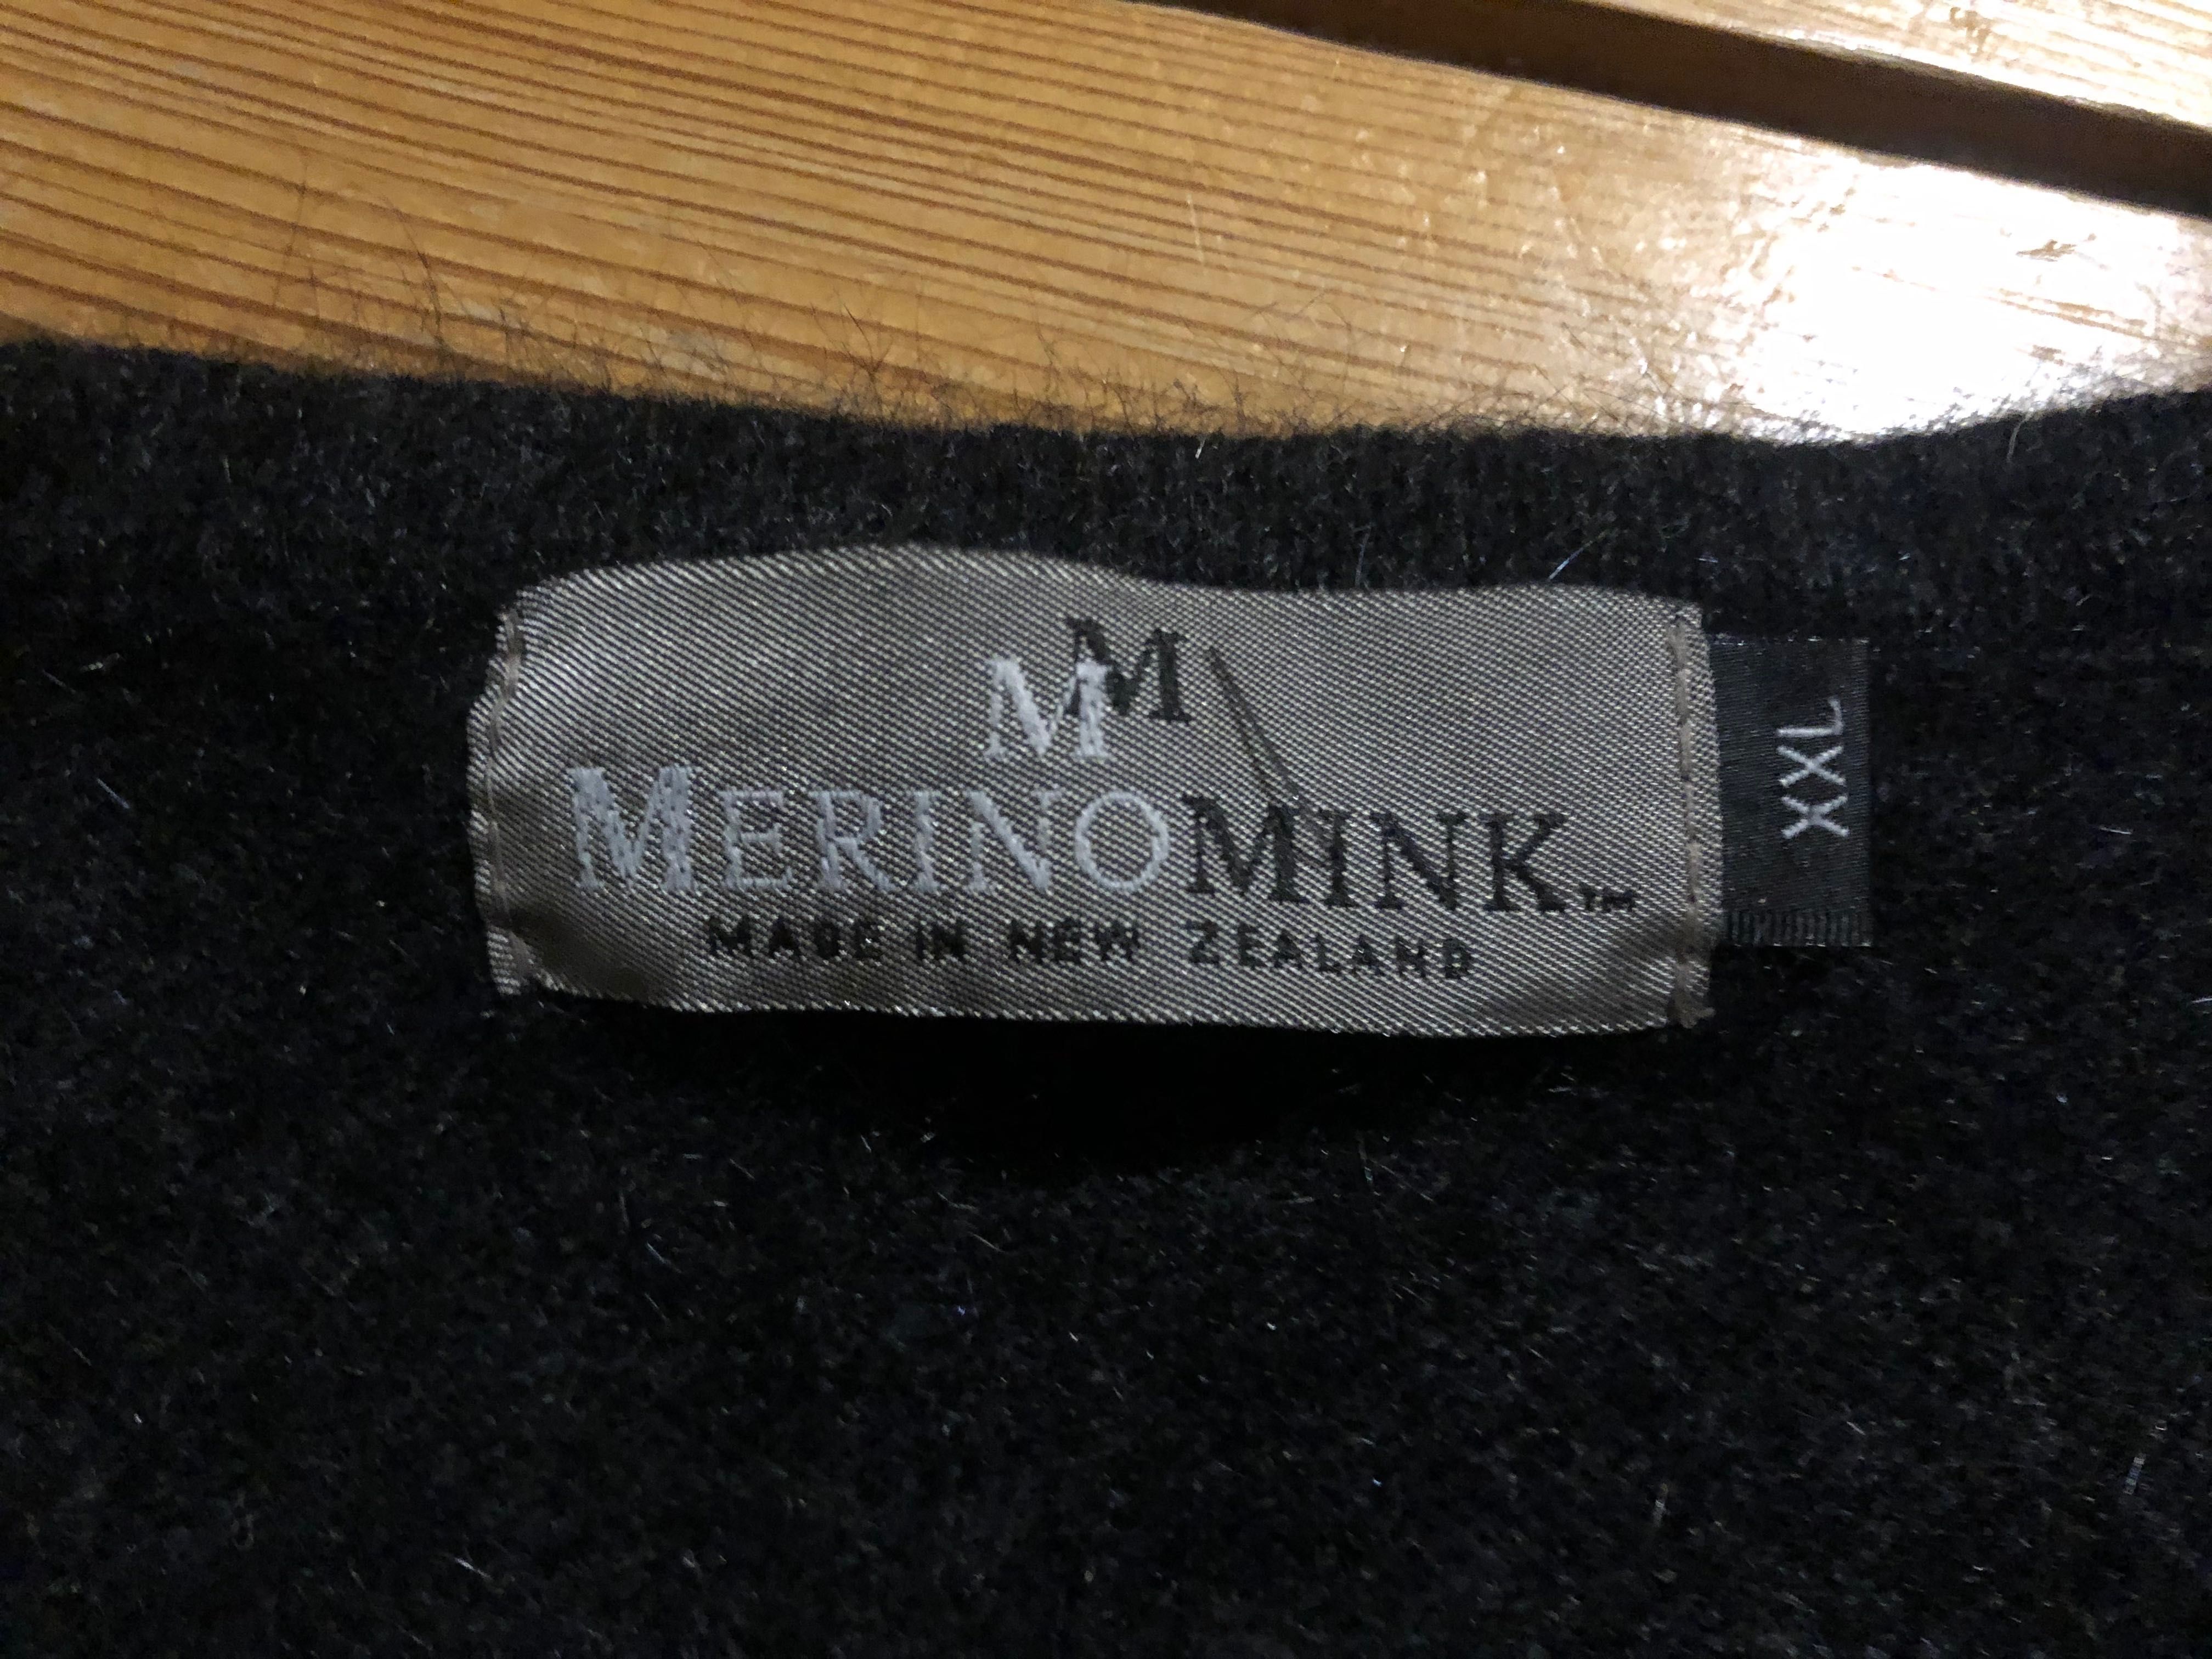 MM
MERINOMINK™
MADE IN NEW ZEALAND
XXL